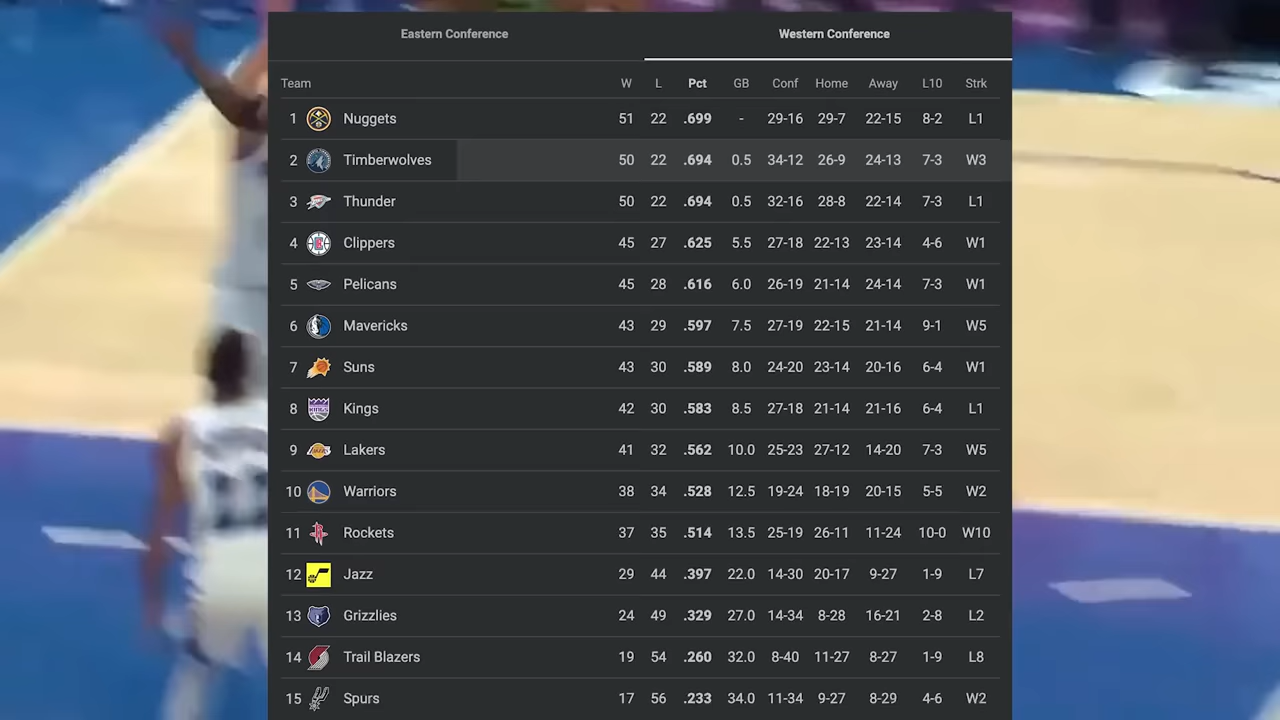 Eastern Conference Western Conference
Team W L Pct GB Conf Home Away L10 Strk
1 Nuggets 51 22 .699 - 29-16 29-7 22-15 8-2 L1
2 Timberwolves 50 22 .694 0.5 34-12 26-9 24-13 7-3 W3
3 Thunder 50 22 .694 0.5 32-16 28-8 22-14 7-3 L1
4 Clippers 45 27 .625 5.5 27-18 22-13 23-14 4-6 W1
5 Pelicans 45 28 .616 6.0 26-19 21-14 24-14 7-3 W1
6 Mavericks 43 29 .597 7.5 27-19 22-15 21-14 9-1 W5
7 Suns 43 30 .589 8.0 24-20 23-14 20-16 6-4 W1
8 Kings 42 30 .583 8.5 27-18 21-14 21-16 6-4 L1
9 Lakers 41 32 .562 10.0 25-23 27-12 14-20 7-3 W5
10 Warriors 38 34 .528 12.5 19-24 18-19 20-15 5-5 W2
11 Rockets 37 35 .514 13.5 25-19 26-11 11-24 10-0 W10
12 Jazz 29 44 .397 22.0 14-30 20-17 9-27 1-9 L7
13 Grizzlies 24 49 .329 27.0 14-34 8-28 16-21 2-8 L2
14 Trail Blazers 19 54 .260 32.0 8-40 11-27 8-27 1-9 L8
15 Spurs 17 56 .233 34.0 11-34 9-27 8-29 4-6 W2